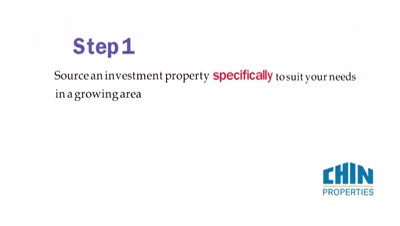 Step 1
Source an investment property specifically to suit your needs
in a growing area
CHIN
PROPERTIES